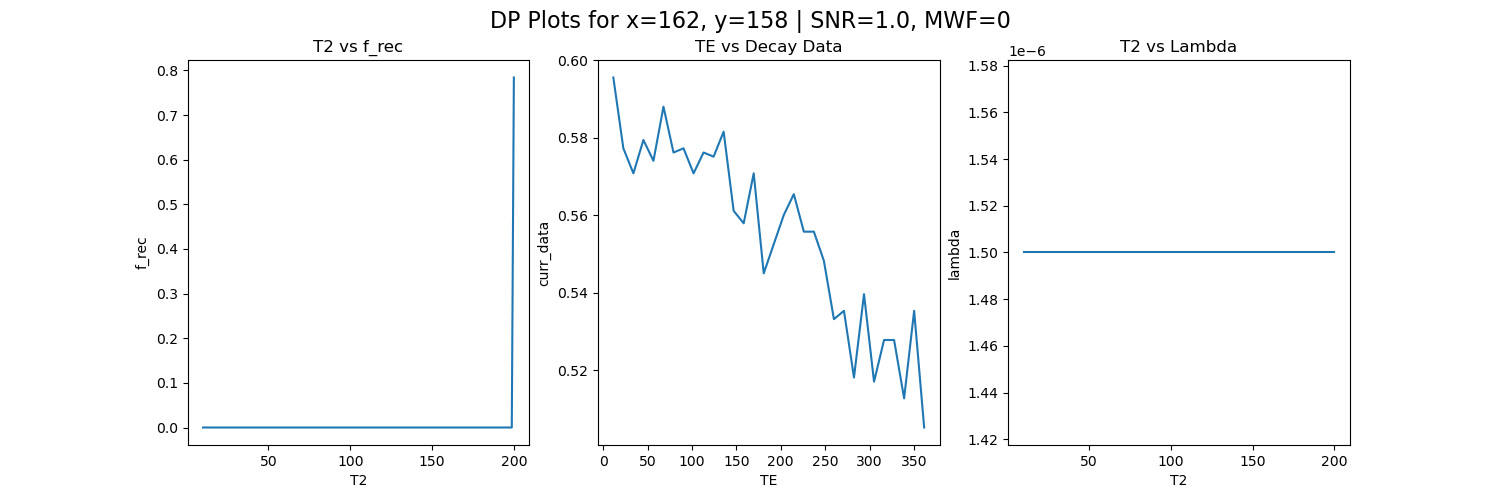 DP Plots for x=162, y=158 | SNR=1.0, MWF=0
T2 vs f_rec
f_rec
0.8
0.7
0.6
0.5
0.4
0.3
0.2
0.1
0.0
50 100 150 200
T2
TE vs Decay Data
curr_data
0.60
0.58
0.56
0.54
0.52
0 50 100 150 200 250 300 350
TE
T2 vs Lambda
1e−6
lambda
1.58
1.56
1.54
1.52
1.50
1.48
1.46
1.44
1.42
50 100 150 200
T2